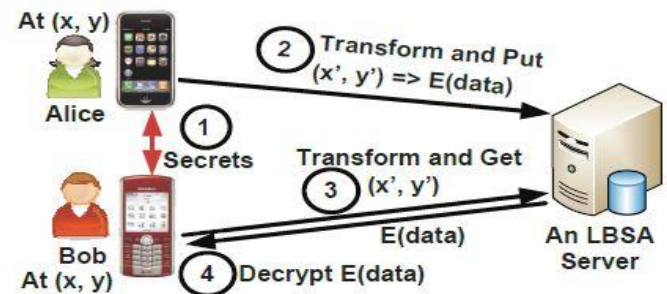 At (x, y)
Alice
1
Secrets
Bob
At (x, y)
2 Transform and Put
(x’, y’) => E(data)
Transform and Get
3 (x’, y’)
E(data)
4 Decrypt E(data)
An LBSA
Server